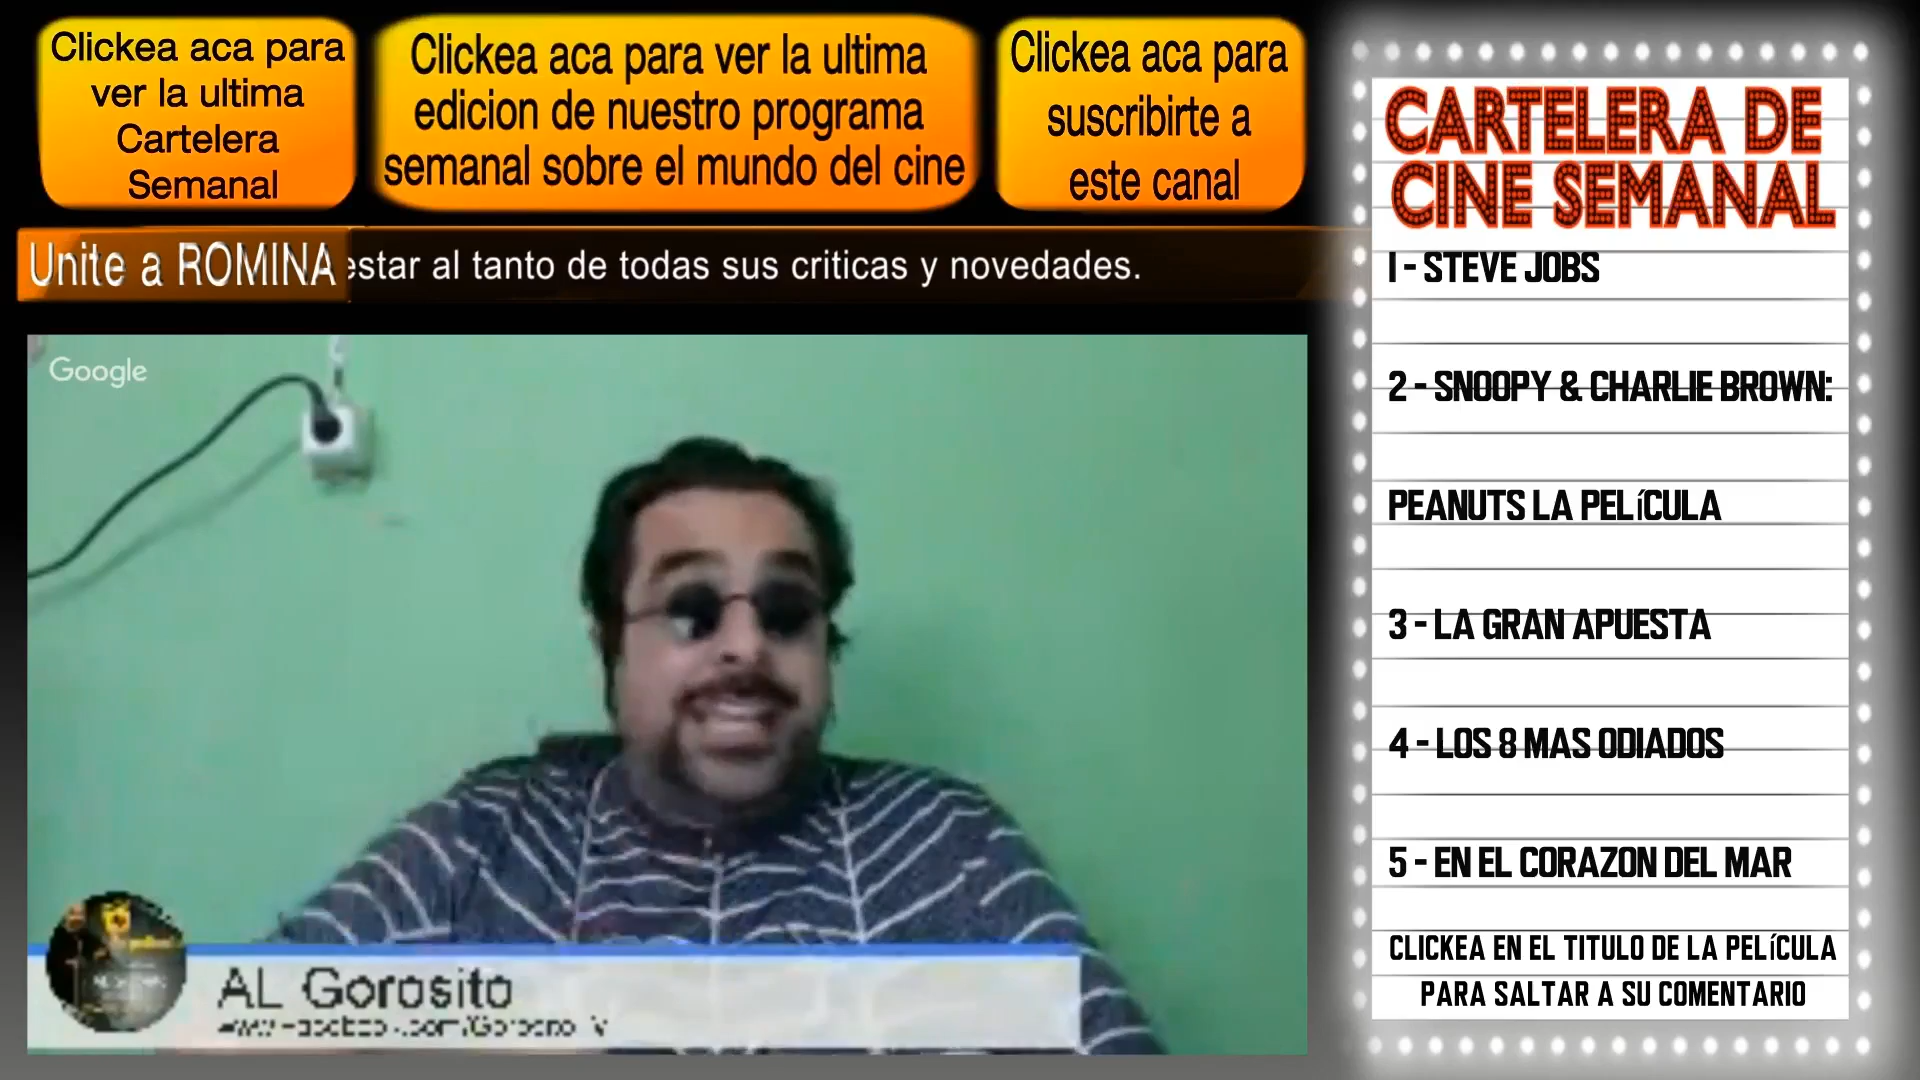 Clickea aca para
ver la ultima
Cartelera
Semanal
Clickea aca para ver la ultima
edicion de nuestro programa
semanal sobre el mundo del cine
Clickea aca para
suscribirte a
este canal
Unite a ROMINA estar al tanto de todas sus criticas y novedades.
Google
AL Gorosito
CARTELERA DE
CINE SEMANAL
1 - STEVE JOBS
2 - SNOOPY & CHARLIE BROWN:
PEANUTS LA PELíCULA
3 - LA GRAN APUESTA
4 - LOS 8 MAS ODIADOS
5 - EN EL CORAZON DEL MAR
CLICKEA EN EL TITULO DE LA PELíCULA
PARA SALTAR A SU COMENTARIO